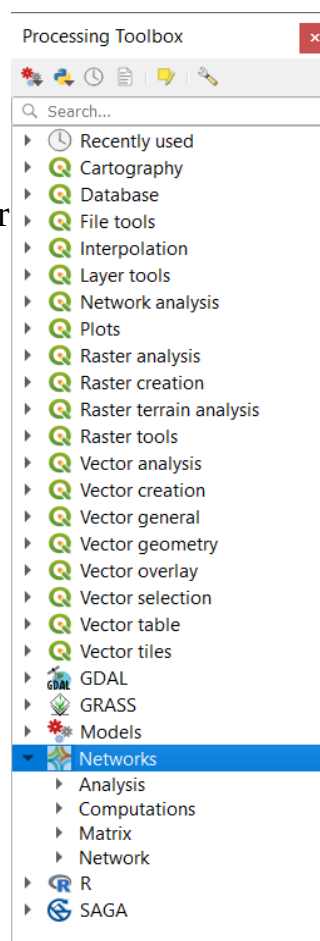 Processing Toolbox
Search...
Recently used
Cartography
Database
r
File tools
Interpolation
Layer tools
Network analysis
Plots
Raster analysis
Raster creation
Raster terrain analysis
Raster tools
Vector analysis
Vector creation
Vector general
Vector geometry
Vector overlay
Vector selection
Vector table
Vector tiles
GDAL GDAL
GRASS
Models
Networks
Analysis
Computations
Matrix
Network
R R
SAGA